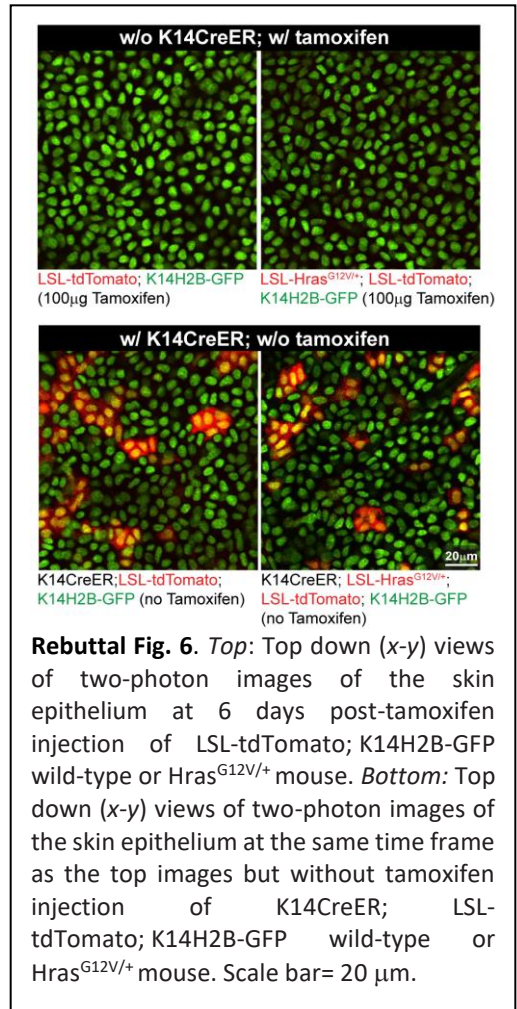 w/o K14CreER; w/ tamoxifen
LSL-tdTomato; K14H2B-GFP
(100μg Tamoxifen)
LSL-HrasG12V/+; LSL-tdTomato;
K14H2B-GFP (100μg Tamoxifen)
w/ K14CreER; w/o tamoxifen
20μm
K14CreER;LSL-tdTomato;
K14H2B-GFP (no Tamoxifen)
K14CreER; LSL-HrasG12V/+;
LSL-tdTomato; K14H2B-GFP
(no Tamoxifen)
Rebuttal Fig. 6. Top: Top down (x-y) views
of two-photon images of the skin
epithelium at 6 days post-tamoxifen
injection of LSL-tdTomato; K14H2B-GFP
wild-type or HrasG12V/+ mouse. Bottom: Top
down (x-y) views of two-photon images of
the skin epithelium at the same time frame
as the top images but without tamoxifen
injection of K14CreER; LSL-
tdTomato; K14H2B-GFP wild-type or
HrasG12V/+ mouse. Scale bar= 20 μm.